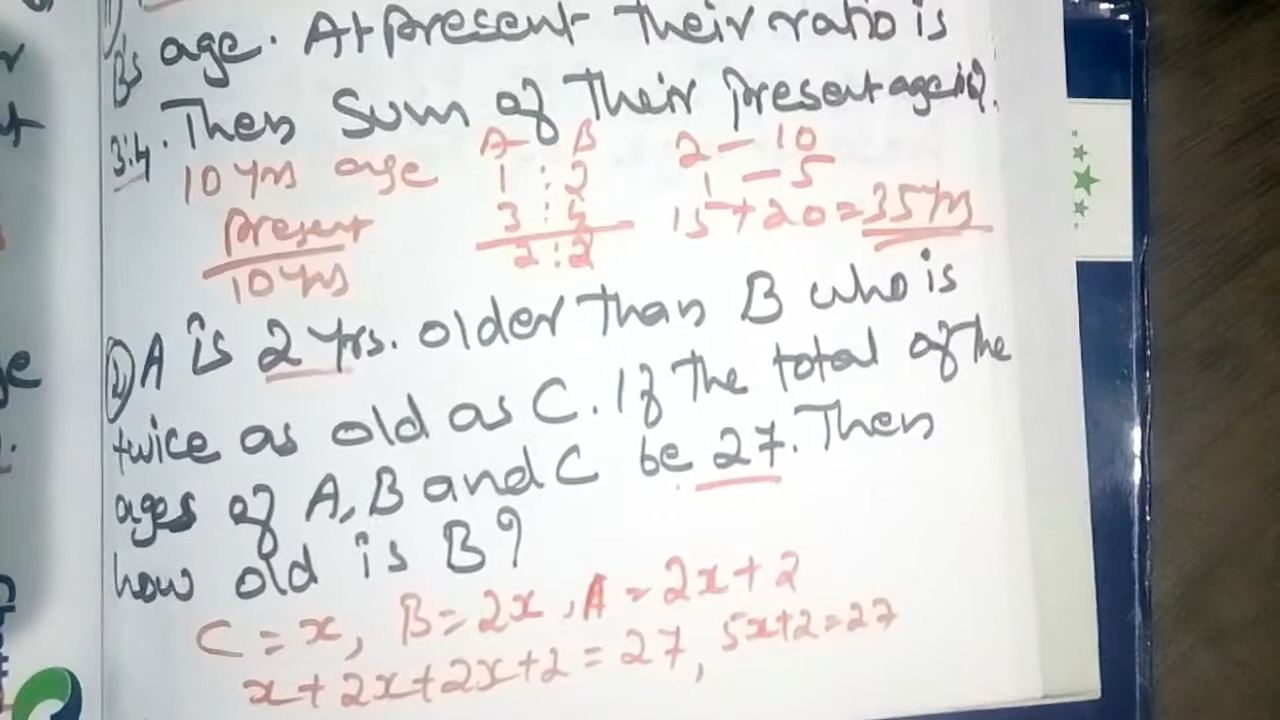 B's age. At present their ratio is
3:4. Then Sum of Their Present age is?
10 yrs age A B 2 - 10
1 : 2 1 - 5
Present 3 : 4 15 + 20 = 35 yrs
10 yrs 2 : 2
2) A is 2 yrs. older than B who is
twice as old as C. If the total of the
ages of A, B and C be 27. Then
how old is B?
C = x, B = 2x, A = 2x + 2
x + 2x + 2x + 2 = 27, 5x + 2 = 27